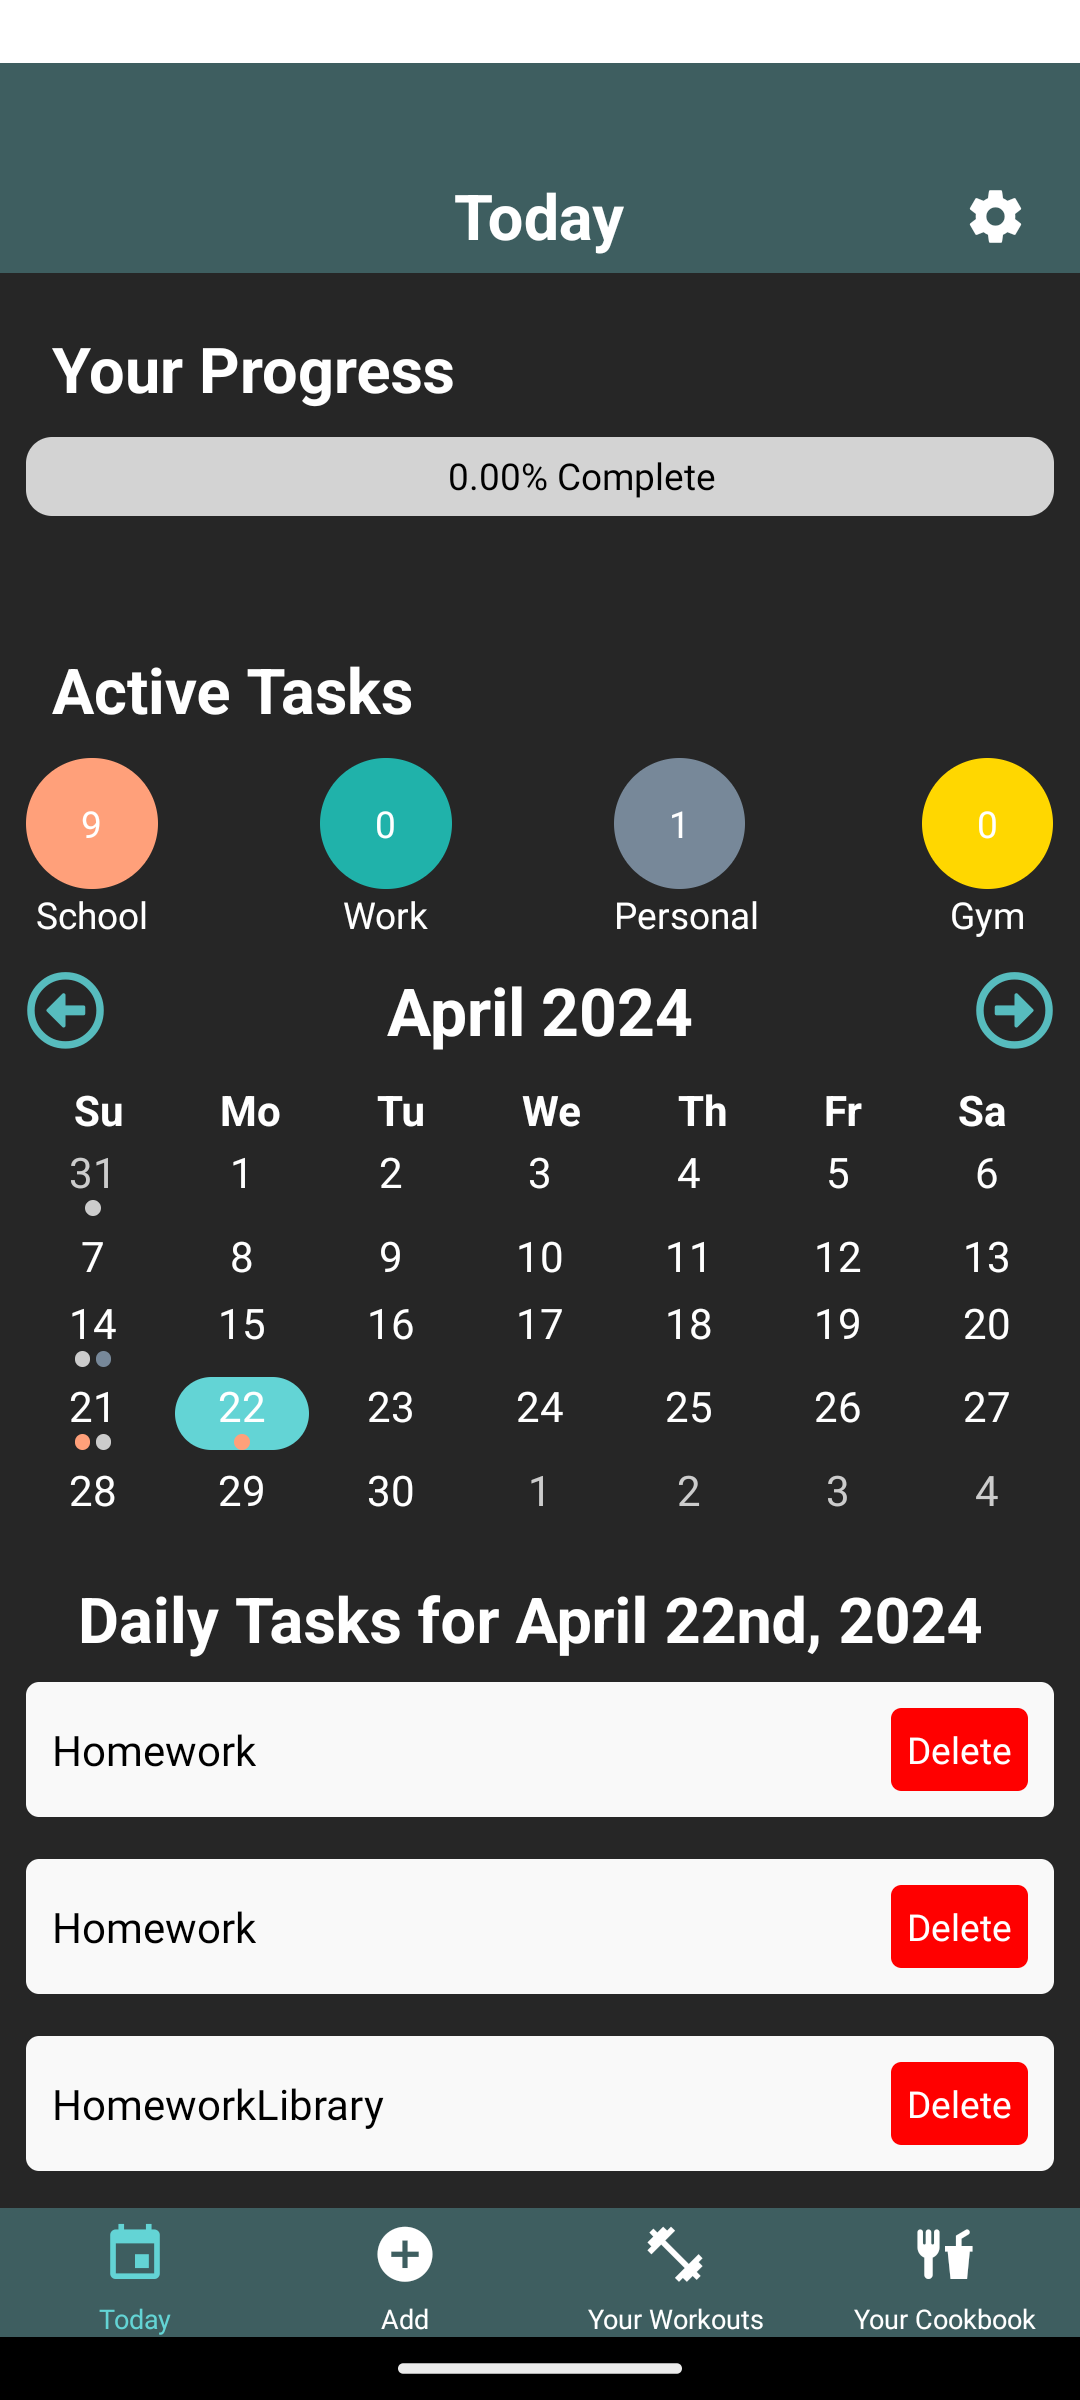 Today
Your Progress
0.00% Complete
Active Tasks
9 0 1 0
School Work Personal Gym
April 2024
Su Mo Tu We Th Fr Sa
31 1 2 3 4 5 6
7 8 9 10 11 12 13
14 15 16 17 18 19 20
21 22 23 24 25 26 27
28 29 30 1 2 3 4
Daily Tasks for April 22nd, 2024
Homework Delete
Homework Delete
HomeworkLibrary Delete
Today Add Your Workouts Your Cookbook